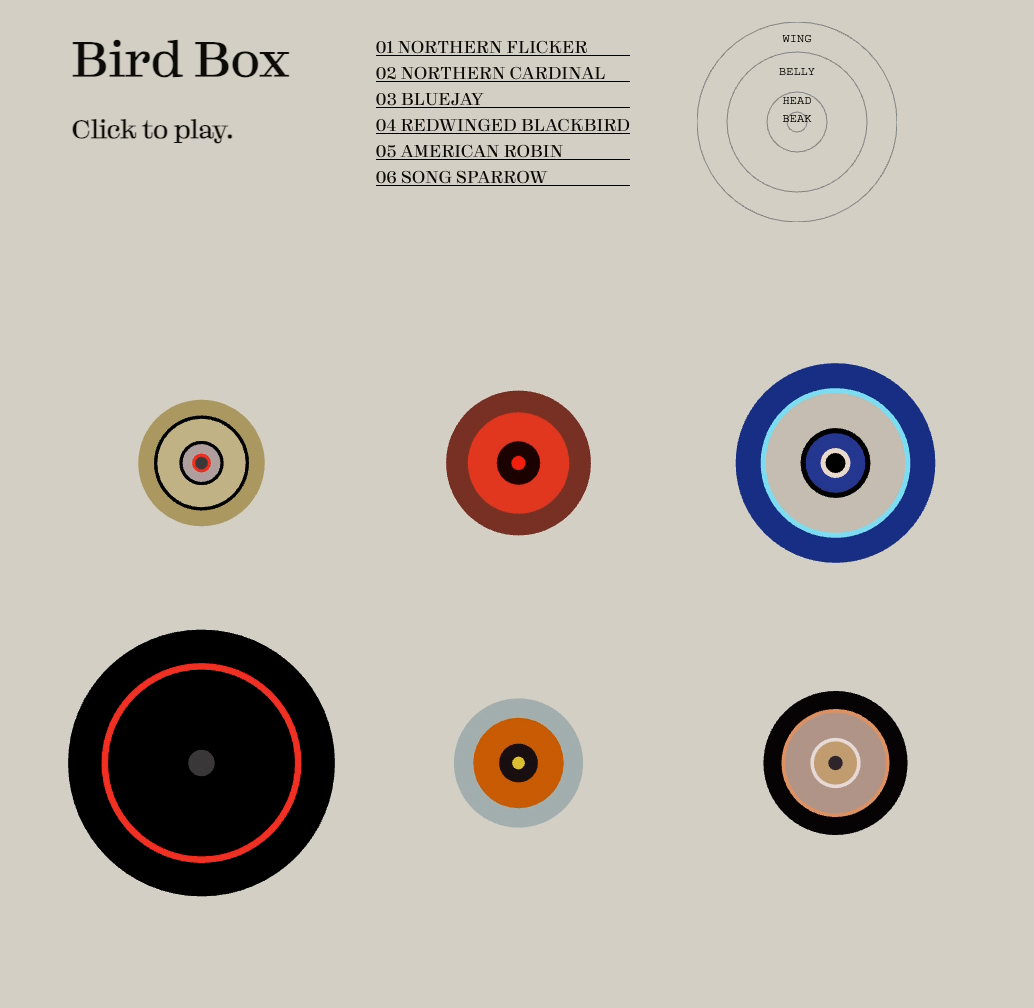 Bird Box
Click to play.
01 NORTHERN FLICKER
02 NORTHERN CARDINAL
03 BLUEJAY
04 REDWINGED BLACKBIRD
05 AMERICAN ROBIN
06 SONG SPARROW
WING
BELLY
HEAD
BEAK